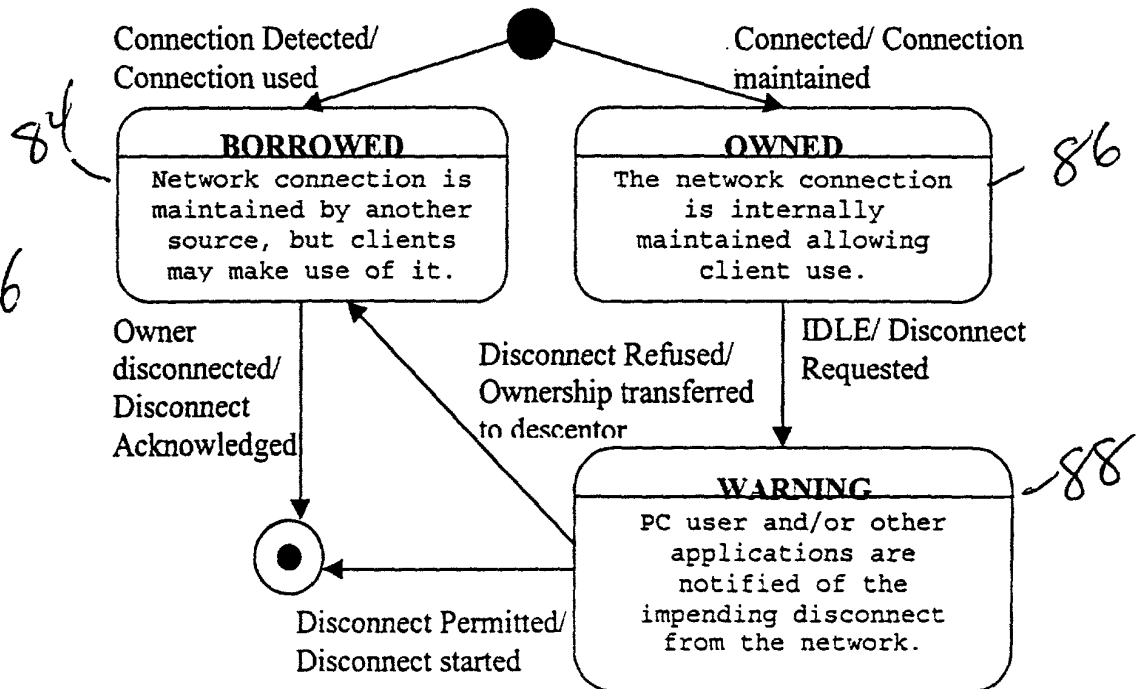 Connection Detected/
Connection used
Connected/ Connection
maintained
84
BORROWED
Network connection is
maintained by another
source, but clients
may make use of it.
OWNED
The network connection
is internally
maintained allowing
client use.
86
6
Owner
disconnected/
Disconnect
Acknowledged
Disconnect Refused/
Ownership transferred
to descentor
IDLE/ Disconnect
Requested
WARNING
PC user and/or other
applications are
notified of the
impending disconnect
from the network.
88
Disconnect Permitted/
Disconnect started